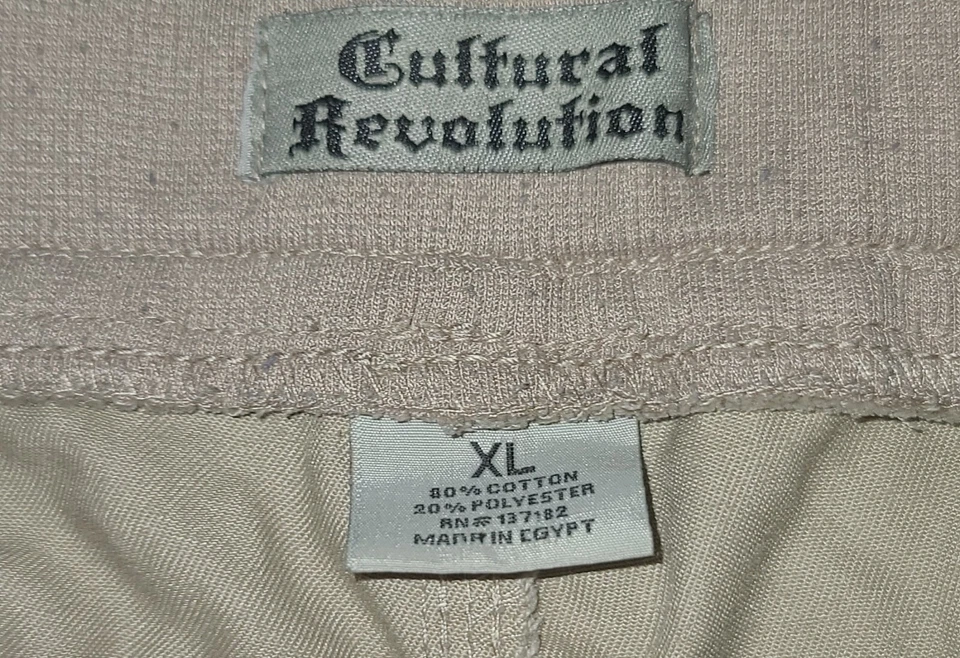 Cultural
Revolution
XL
80% COTTON
20% POLYESTER
RN# 137182
MADE IN EGYPT